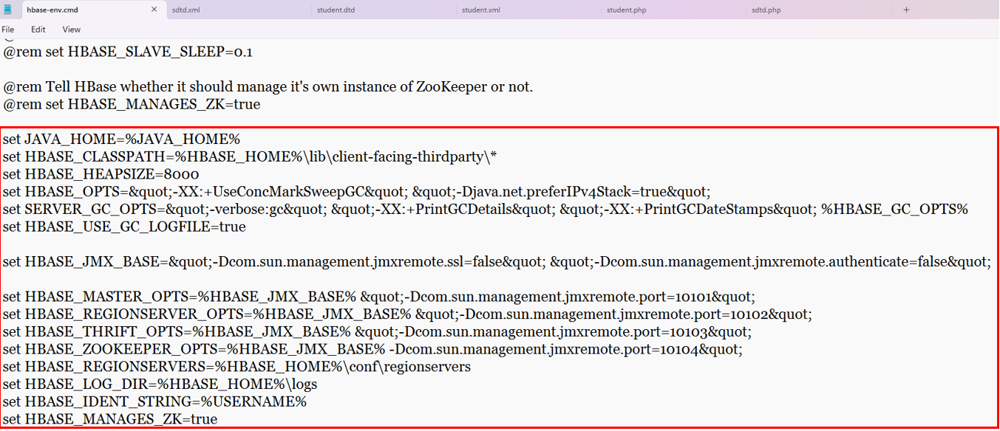 hbase-env.cmd sdtd.xml student.dtd student.xml student.php sdtd.php
File Edit View
@rem set HBASE_SLAVE_SLEEP=0.1
@rem Tell HBase whether it should manage it's own instance of ZooKeeper or not.
@rem set HBASE_MANAGES_ZK=true
set JAVA_HOME=%JAVA_HOME%
set HBASE_CLASSPATH=%HBASE_HOME%\lib\client-facing-thirdparty\*
set HBASE_HEAPSIZE=8000
set HBASE_OPTS=&quot;-XX:+UseConcMarkSweepGC&quot; &quot;-Djava.net.preferIPv4Stack=true&quot;
set SERVER_GC_OPTS=&quot;-verbose:gc&quot; &quot;-XX:+PrintGCDetails&quot; &quot;-XX:+PrintGCDateStamps&quot; %HBASE_GC_OPTS%
set HBASE_USE_GC_LOGFILE=true
set HBASE_JMX_BASE=&quot;-Dcom.sun.management.jmxremote.ssl=false&quot; &quot;-Dcom.sun.management.jmxremote.authenticate=false&quot;
set HBASE_MASTER_OPTS=%HBASE_JMX_BASE% &quot;-Dcom.sun.management.jmxremote.port=10101&quot;
set HBASE_REGIONSERVER_OPTS=%HBASE_JMX_BASE% &quot;-Dcom.sun.management.jmxremote.port=10102&quot;
set HBASE_THRIFT_OPTS=%HBASE_JMX_BASE% &quot;-Dcom.sun.management.jmxremote.port=10103&quot;
set HBASE_ZOOKEEPER_OPTS=%HBASE_JMX_BASE% -Dcom.sun.management.jmxremote.port=10104&quot;
set HBASE_REGIONSERVERS=%HBASE_HOME%\conf\regionservers
set HBASE_LOG_DIR=%HBASE_HOME%\logs
set HBASE_IDENT_STRING=%USERNAME%
set HBASE_MANAGES_ZK=true